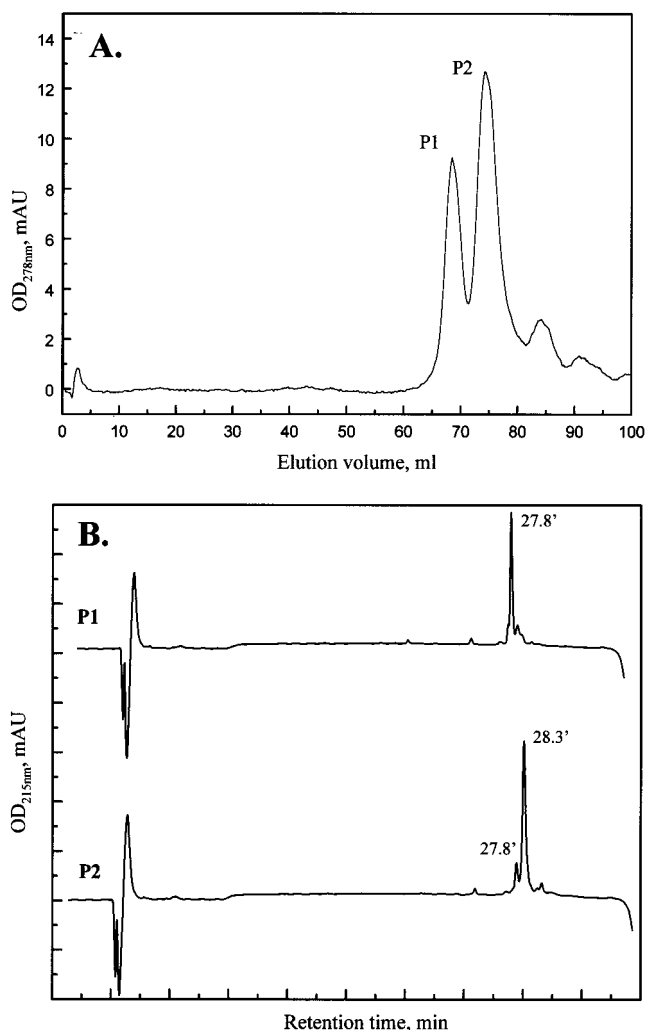 A.
14
12
10
8
6
4
2
0
P1
P2
OD278nm, mAU
0 10 20 30 40 50 60 70 80 90 100
Elution volume, ml
B.
27.8’
P1
28.3’
27.8’
P2
OD215nm, mAU
Retention time, min